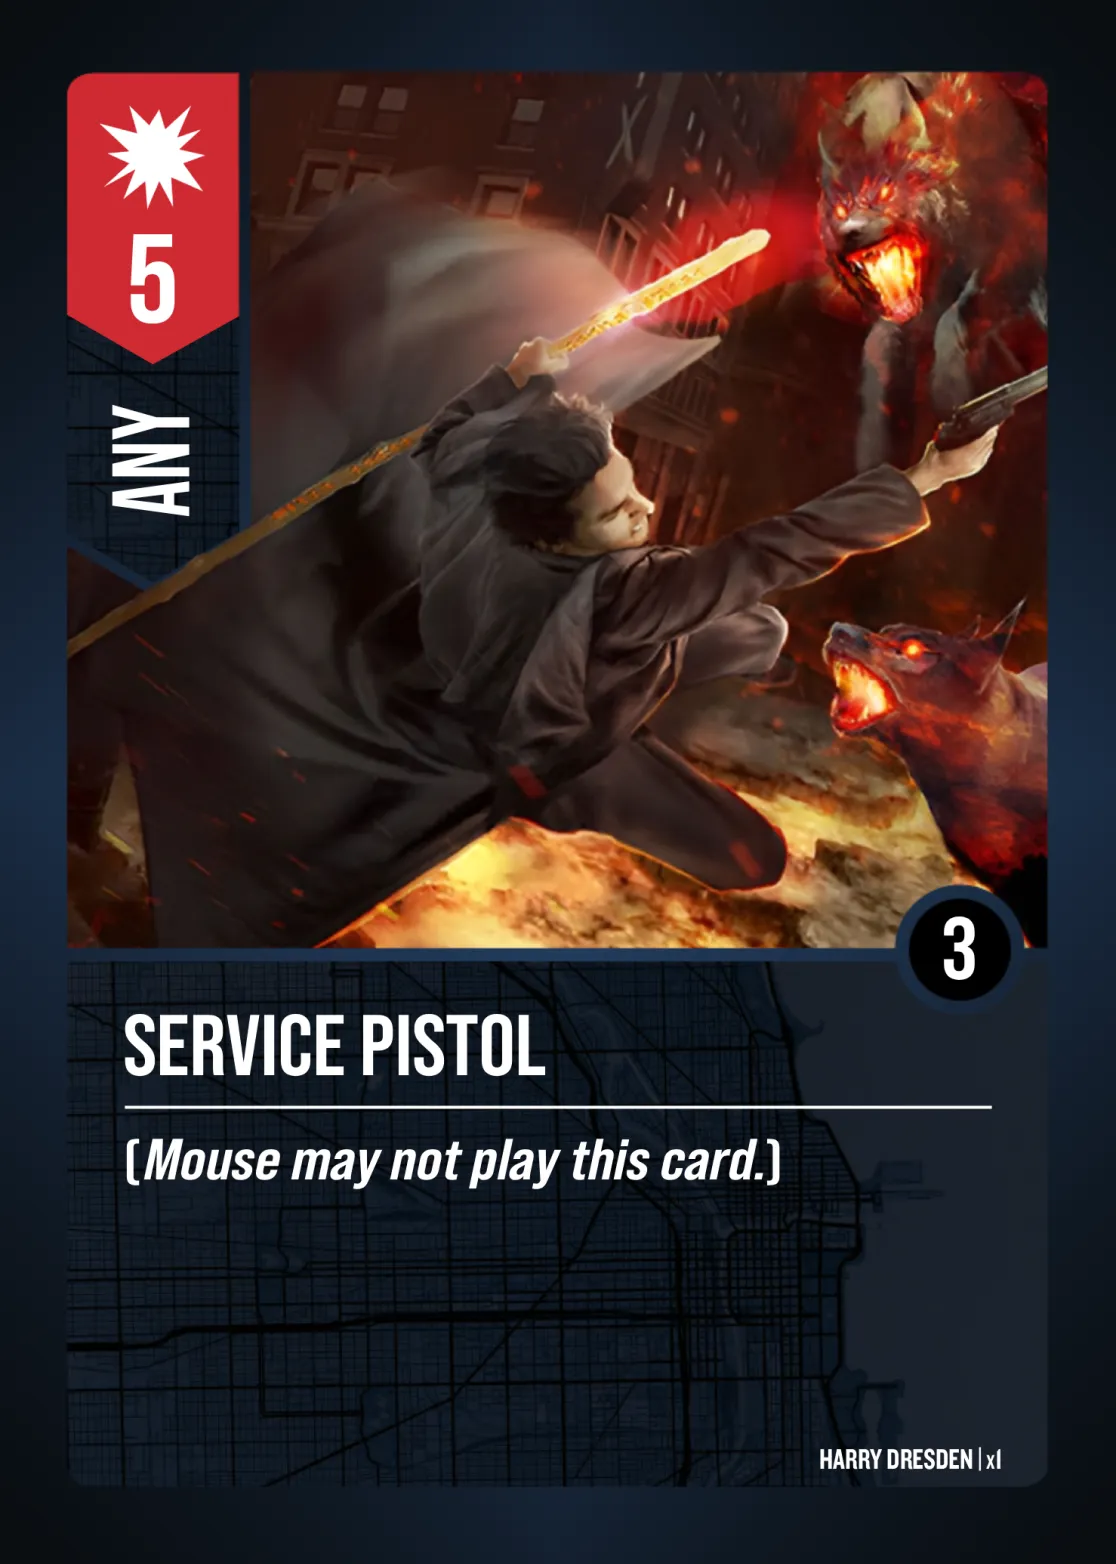 5
ANY
3
SERVICE PISTOL
(Mouse may not play this card.)
HARRY DRESDEN | x1